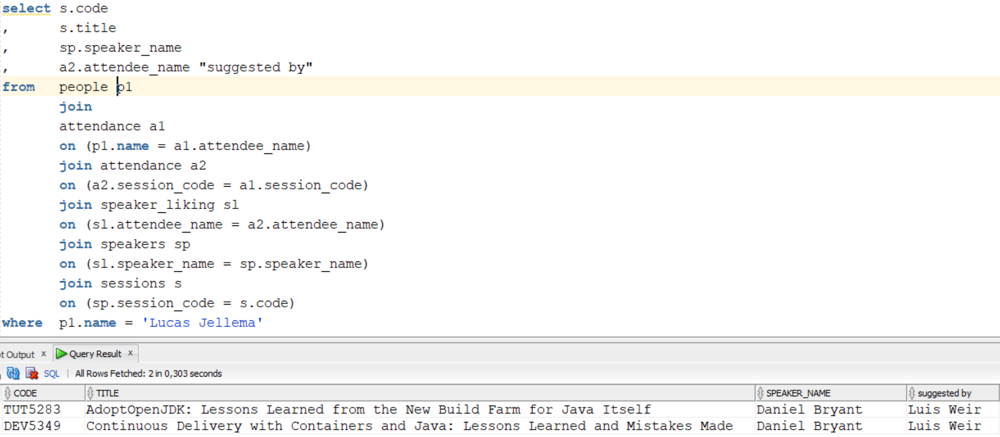 select s.code
,      s.title
,      sp.speaker_name
,      a2.attendee_name "suggested by"
from   people p1
       join
       attendance a1
       on (p1.name = a1.attendee_name)
       join attendance a2
       on (a2.session_code = a1.session_code)
       join speaker_liking sl
       on (sl.attendee_name = a2.attendee_name)
       join speakers sp
       on (sl.speaker_name = sp.speaker_name)
       join sessions s
       on (sp.session_code = s.code)
where  p1.name = 'Lucas Jellema'
Output x Query Result x
SQL | All Rows Fetched: 2 in 0,303 seconds
CODE TITLE SPEAKER_NAME suggested by
TUT5283 AdoptOpenJDK: Lessons Learned from the New Build Farm for Java Itself Daniel Bryant Luis Weir
DEV5349 Continuous Delivery with Containers and Java: Lessons Learned and Mistakes Made Daniel Bryant Luis Weir